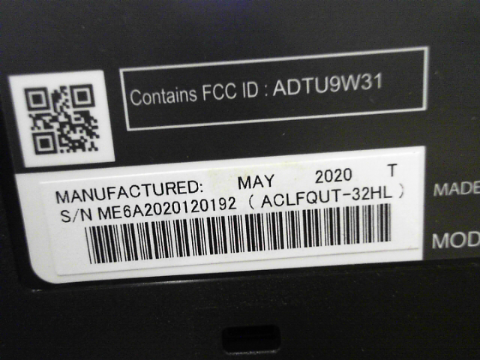 Contains FCC ID : ADTU9W31
MANUFACTURED: MAY 2020 T
S/N ME6A2020120192 ( ACLFQUT-32HL )
MADE
MOD